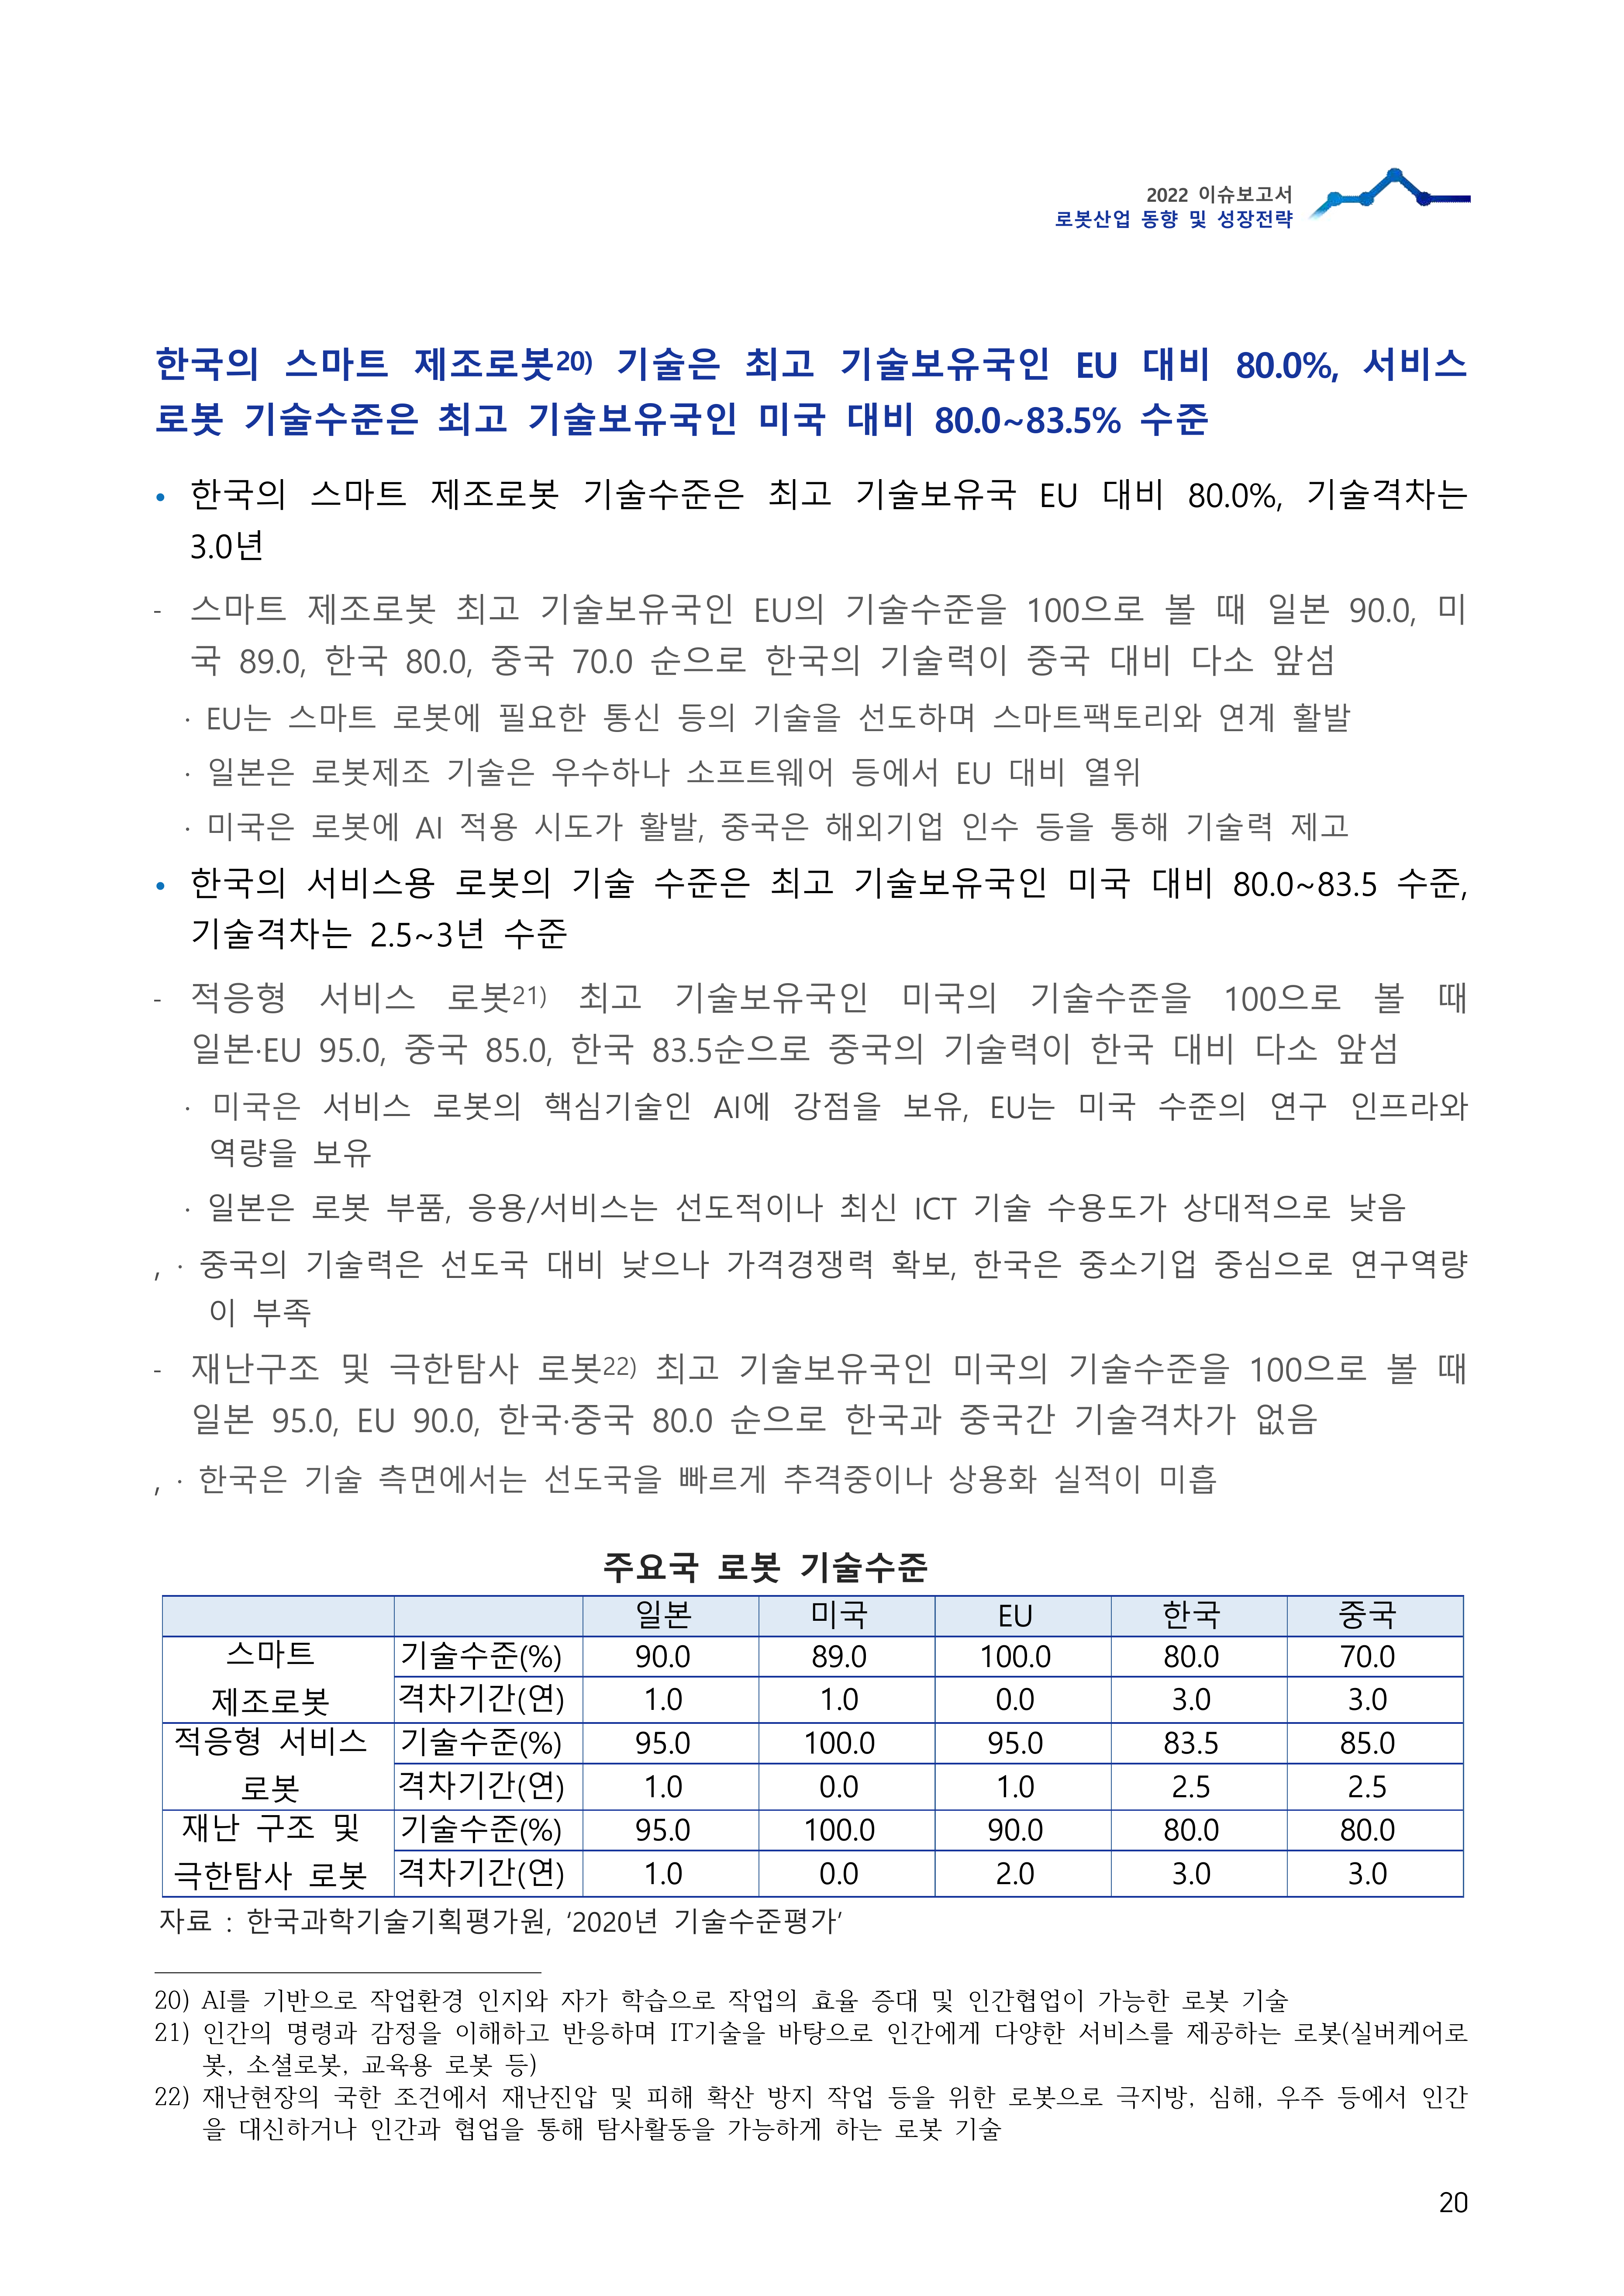 2022 이슈보고서
로봇산업 동향 및 성장전략
한국의 스마트 제조로봇20) 기술은 최고 기술보유국인 EU 대비 80.0%, 서비스
로봇 기술수준은 최고 기술보유국인 미국 대비 80.0~83.5% 수준
• 한국의 스마트 제조로봇 기술수준은 최고 기술보유국 EU 대비 80.0%, 기술격차는
3.0년
- 스마트 제조로봇 최고 기술보유국인 EU의 기술수준을 100으로 볼 때 일본 90.0, 미
국 89.0, 한국 80.0, 중국 70.0 순으로 한국의 기술력이 중국 대비 다소 앞섬
· EU는 스마트 로봇에 필요한 통신 등의 기술을 선도하며 스마트팩토리와 연계 활발
· 일본은 로봇제조 기술은 우수하나 소프트웨어 등에서 EU 대비 열위
· 미국은 로봇에 AI 적용 시도가 활발, 중국은 해외기업 인수 등을 통해 기술력 제고
• 한국의 서비스용 로봇의 기술 수준은 최고 기술보유국인 미국 대비 80.0~83.5 수준,
기술격차는 2.5~3년 수준
- 적응형 서비스 로봇21) 최고 기술보유국인 미국의 기술수준을 100으로 볼 때
일본·EU 95.0, 중국 85.0, 한국 83.5순으로 중국의 기술력이 한국 대비 다소 앞섬
· 미국은 서비스 로봇의 핵심기술인 AI에 강점을 보유, EU는 미국 수준의 연구 인프라와
역량을 보유
· 일본은 로봇 부품, 응용/서비스는 선도적이나 최신 ICT 기술 수용도가 상대적으로 낮음
, · 중국의 기술력은 선도국 대비 낮으나 가격경쟁력 확보, 한국은 중소기업 중심으로 연구역량
이 부족
- 재난구조 및 극한탐사 로봇22) 최고 기술보유국인 미국의 기술수준을 100으로 볼 때
일본 95.0, EU 90.0, 한국·중국 80.0 순으로 한국과 중국간 기술격차가 없음
, · 한국은 기술 측면에서는 선도국을 빠르게 추격중이나 상용화 실적이 미흡
주요국 로봇 기술수준
일본 미국 EU 한국 중국
스마트 제조로봇 기술수준(%) 90.0 89.0 100.0 80.0 70.0
격차기간(연) 1.0 1.0 0.0 3.0 3.0
적응형 서비스 로봇 기술수준(%) 95.0 100.0 95.0 83.5 85.0
격차기간(연) 1.0 0.0 1.0 2.5 2.5
재난 구조 및 극한탐사 로봇 기술수준(%) 95.0 100.0 90.0 80.0 80.0
격차기간(연) 1.0 0.0 2.0 3.0 3.0
자료 : 한국과학기술기획평가원, ‘2020년 기술수준평가’
20) AI를 기반으로 작업환경 인지와 자가 학습으로 작업의 효율 증대 및 인간협업이 가능한 로봇 기술
21) 인간의 명령과 감정을 이해하고 반응하며 IT기술을 바탕으로 인간에게 다양한 서비스를 제공하는 로봇(실버케어로
봇, 소셜로봇, 교육용 로봇 등)
22) 재난현장의 국한 조건에서 재난진압 및 피해 확산 방지 작업 등을 위한 로봇으로 극지방, 심해, 우주 등에서 인간
을 대신하거나 인간과 협업을 통해 탐사활동을 가능하게 하는 로봇 기술
20